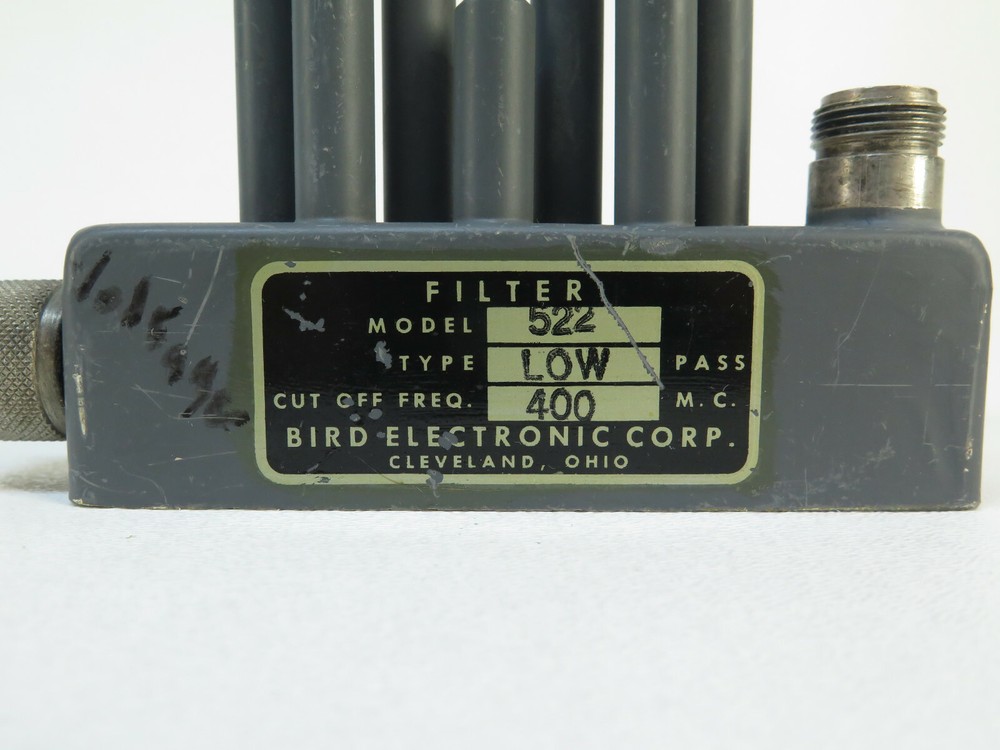 FILTER
MODEL 522
TYPE LOW PASS
CUT OFF FREQ. 400 M.C.
BIRD ELECTRONIC CORP.
CLEVELAND, OHIO